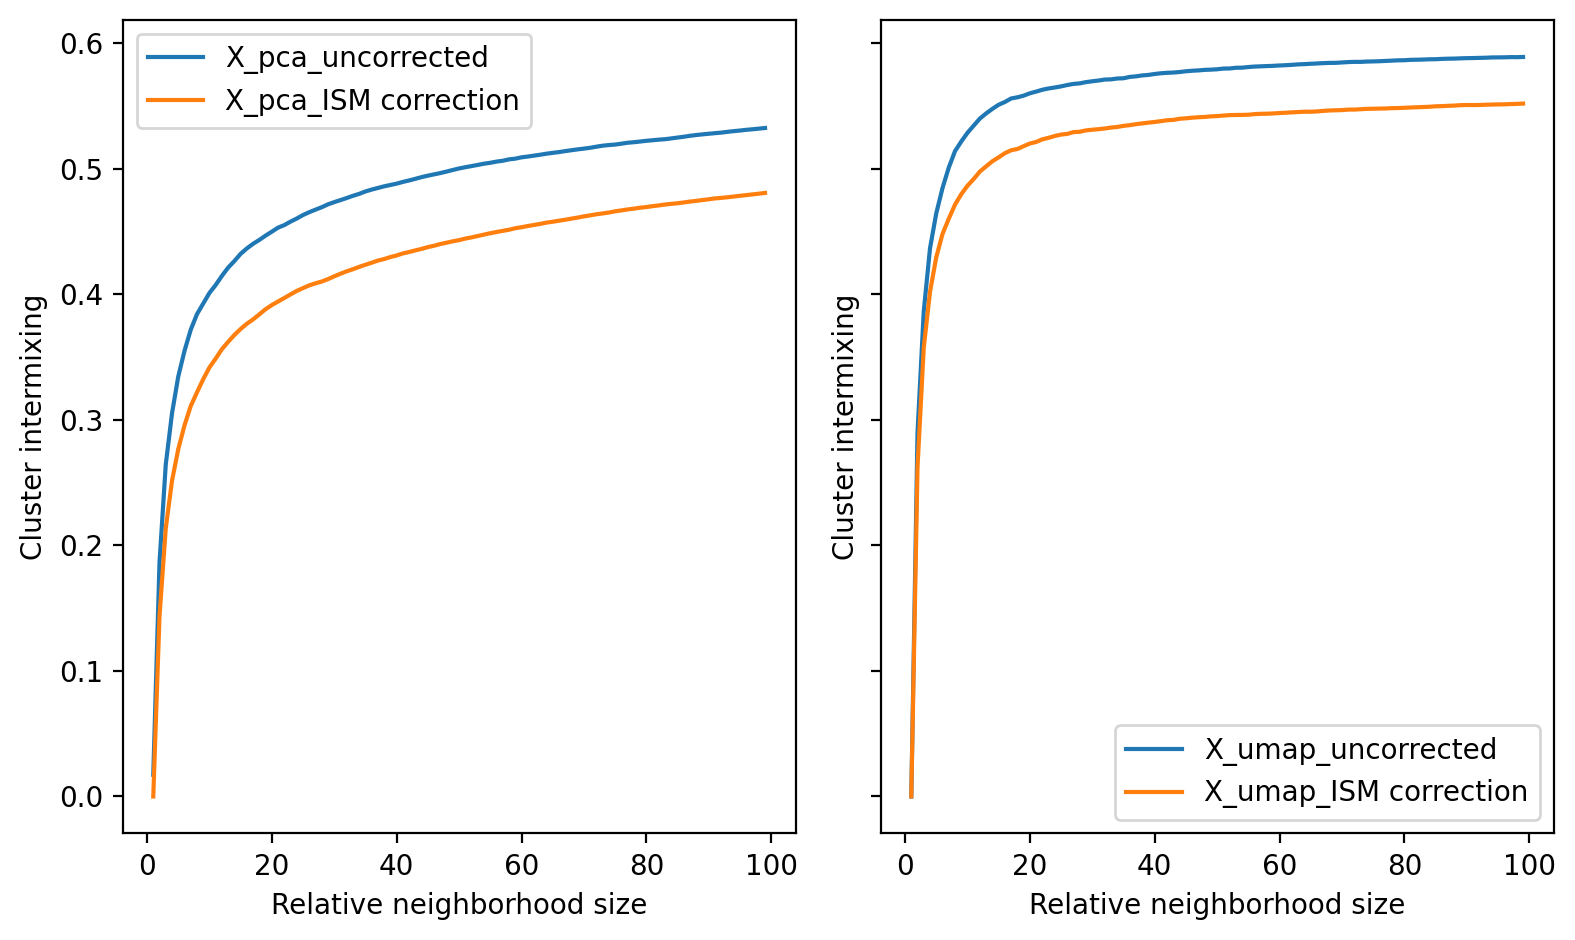 0.6
0.5
0.4
0.3
0.2
0.1
0.0
Cluster intermixing
X_pca_uncorrected
X_pca_ISM correction
0 20 40 60 80 100
Relative neighborhood size
Cluster intermixing
X_umap_uncorrected
X_umap_ISM correction
0 20 40 60 80 100
Relative neighborhood size